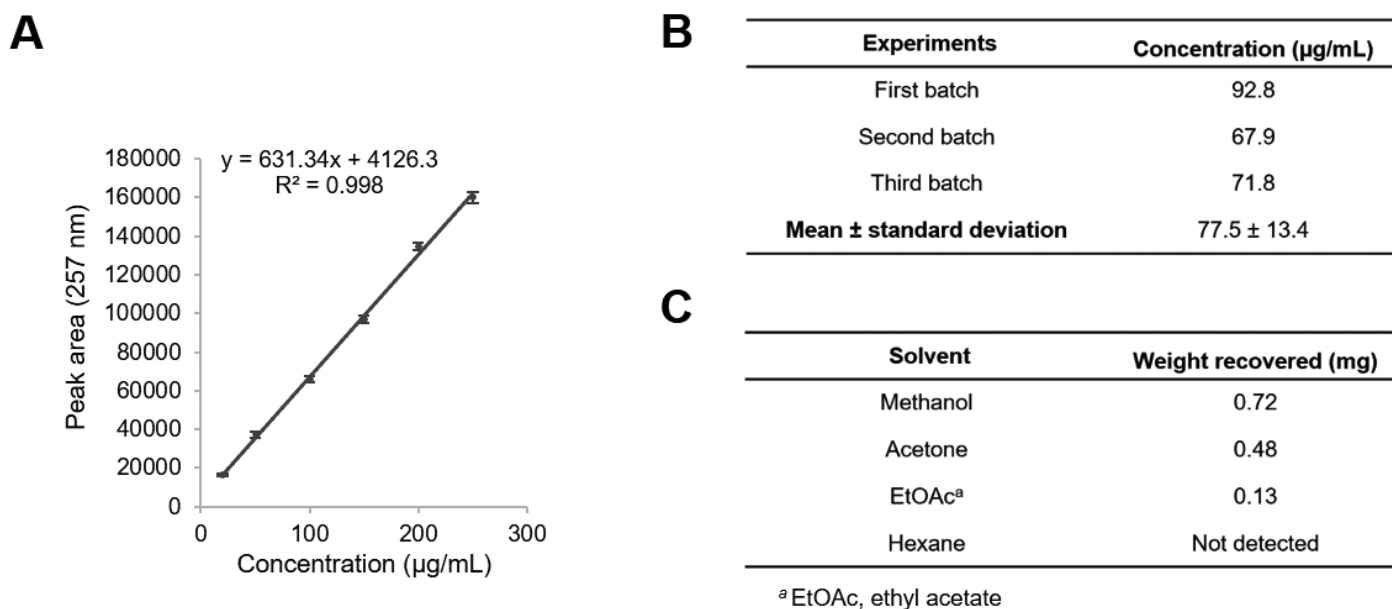 A
y = 631.34x + 4126.3
R² = 0.998
Peak area (257 nm)
180000
160000
140000
120000
100000
80000
60000
40000
20000
0
0 100 200 300
Concentration (µg/mL)
B
Experiments Concentration (µg/mL)
First batch 92.8
Second batch 67.9
Third batch 71.8
Mean ± standard deviation 77.5 ± 13.4
C
Solvent Weight recovered (mg)
Methanol 0.72
Acetone 0.48
EtOAcᵃ 0.13
Hexane Not detected
ᵃ EtOAc, ethyl acetate